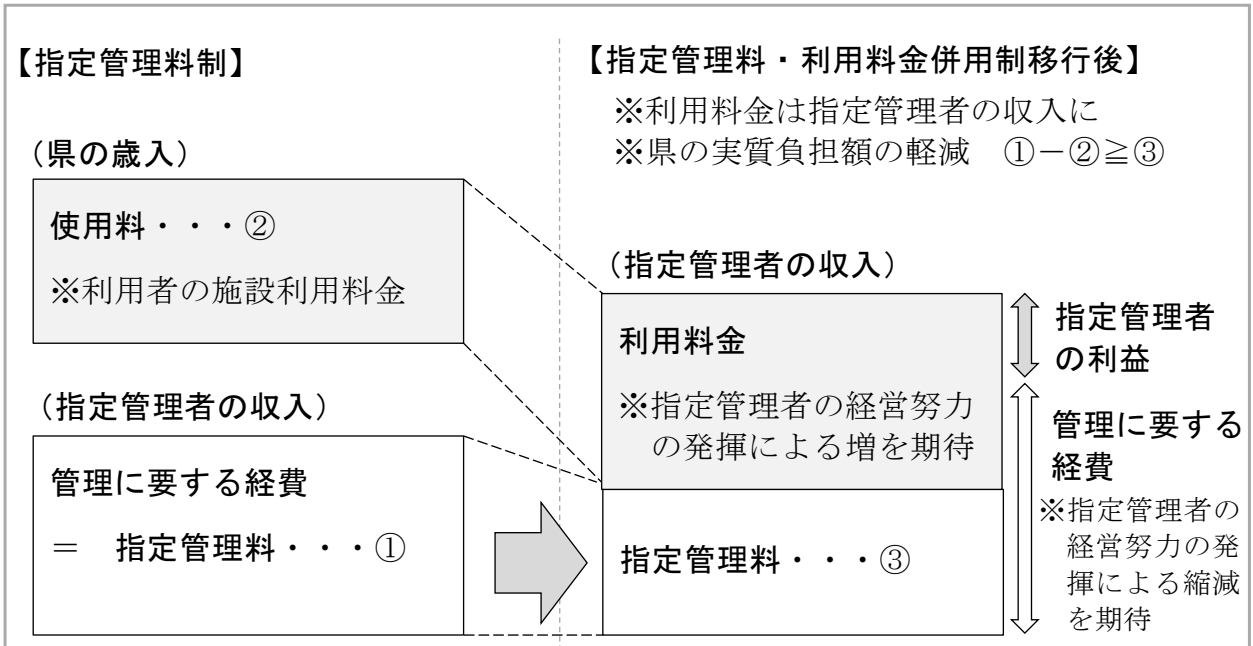 【指定管理料制】
(県の歳入)
使用料・・・②
※利用者の施設利用料金
(指定管理者の収入)
管理に要する経費
= 指定管理料・・・①
【指定管理料・利用料金併用制移行後】
※利用料金は指定管理者の収入に
※県の実質負担額の軽減 ①-②≧③
(指定管理者の収入)
利用料金
※指定管理者の経営努力
の発揮による増を期待
指定管理料・・・③
指定管理者
の利益
管理に要する
経費
※指定管理者の
経営努力の発
揮による縮減
を期待